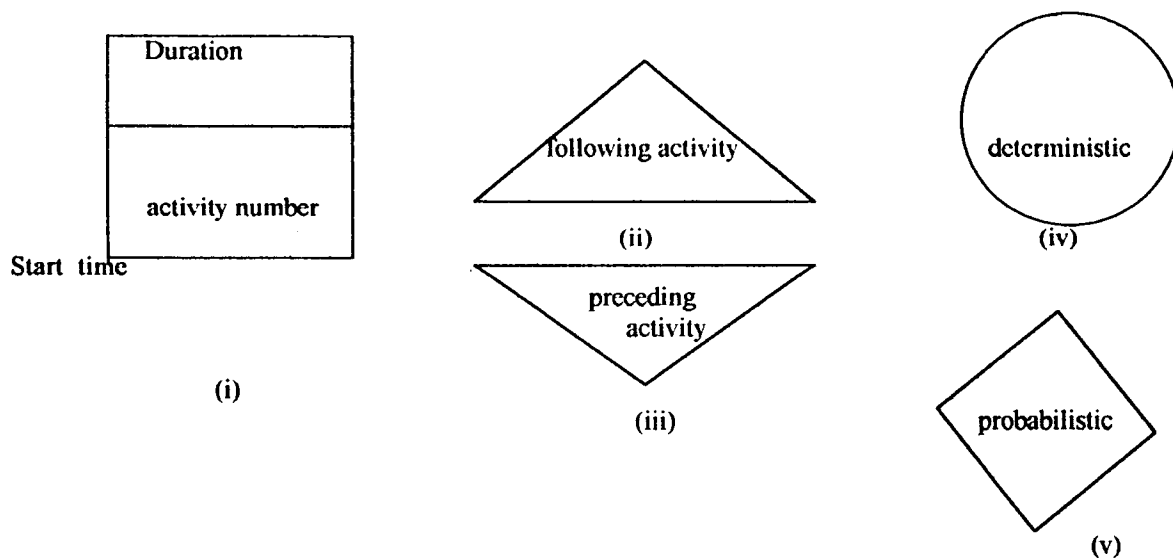 Duration
activity number
Start time
(i)
following activity
(ii)
preceding
activity
(iii)
deterministic
(iv)
probabilistic
(v)